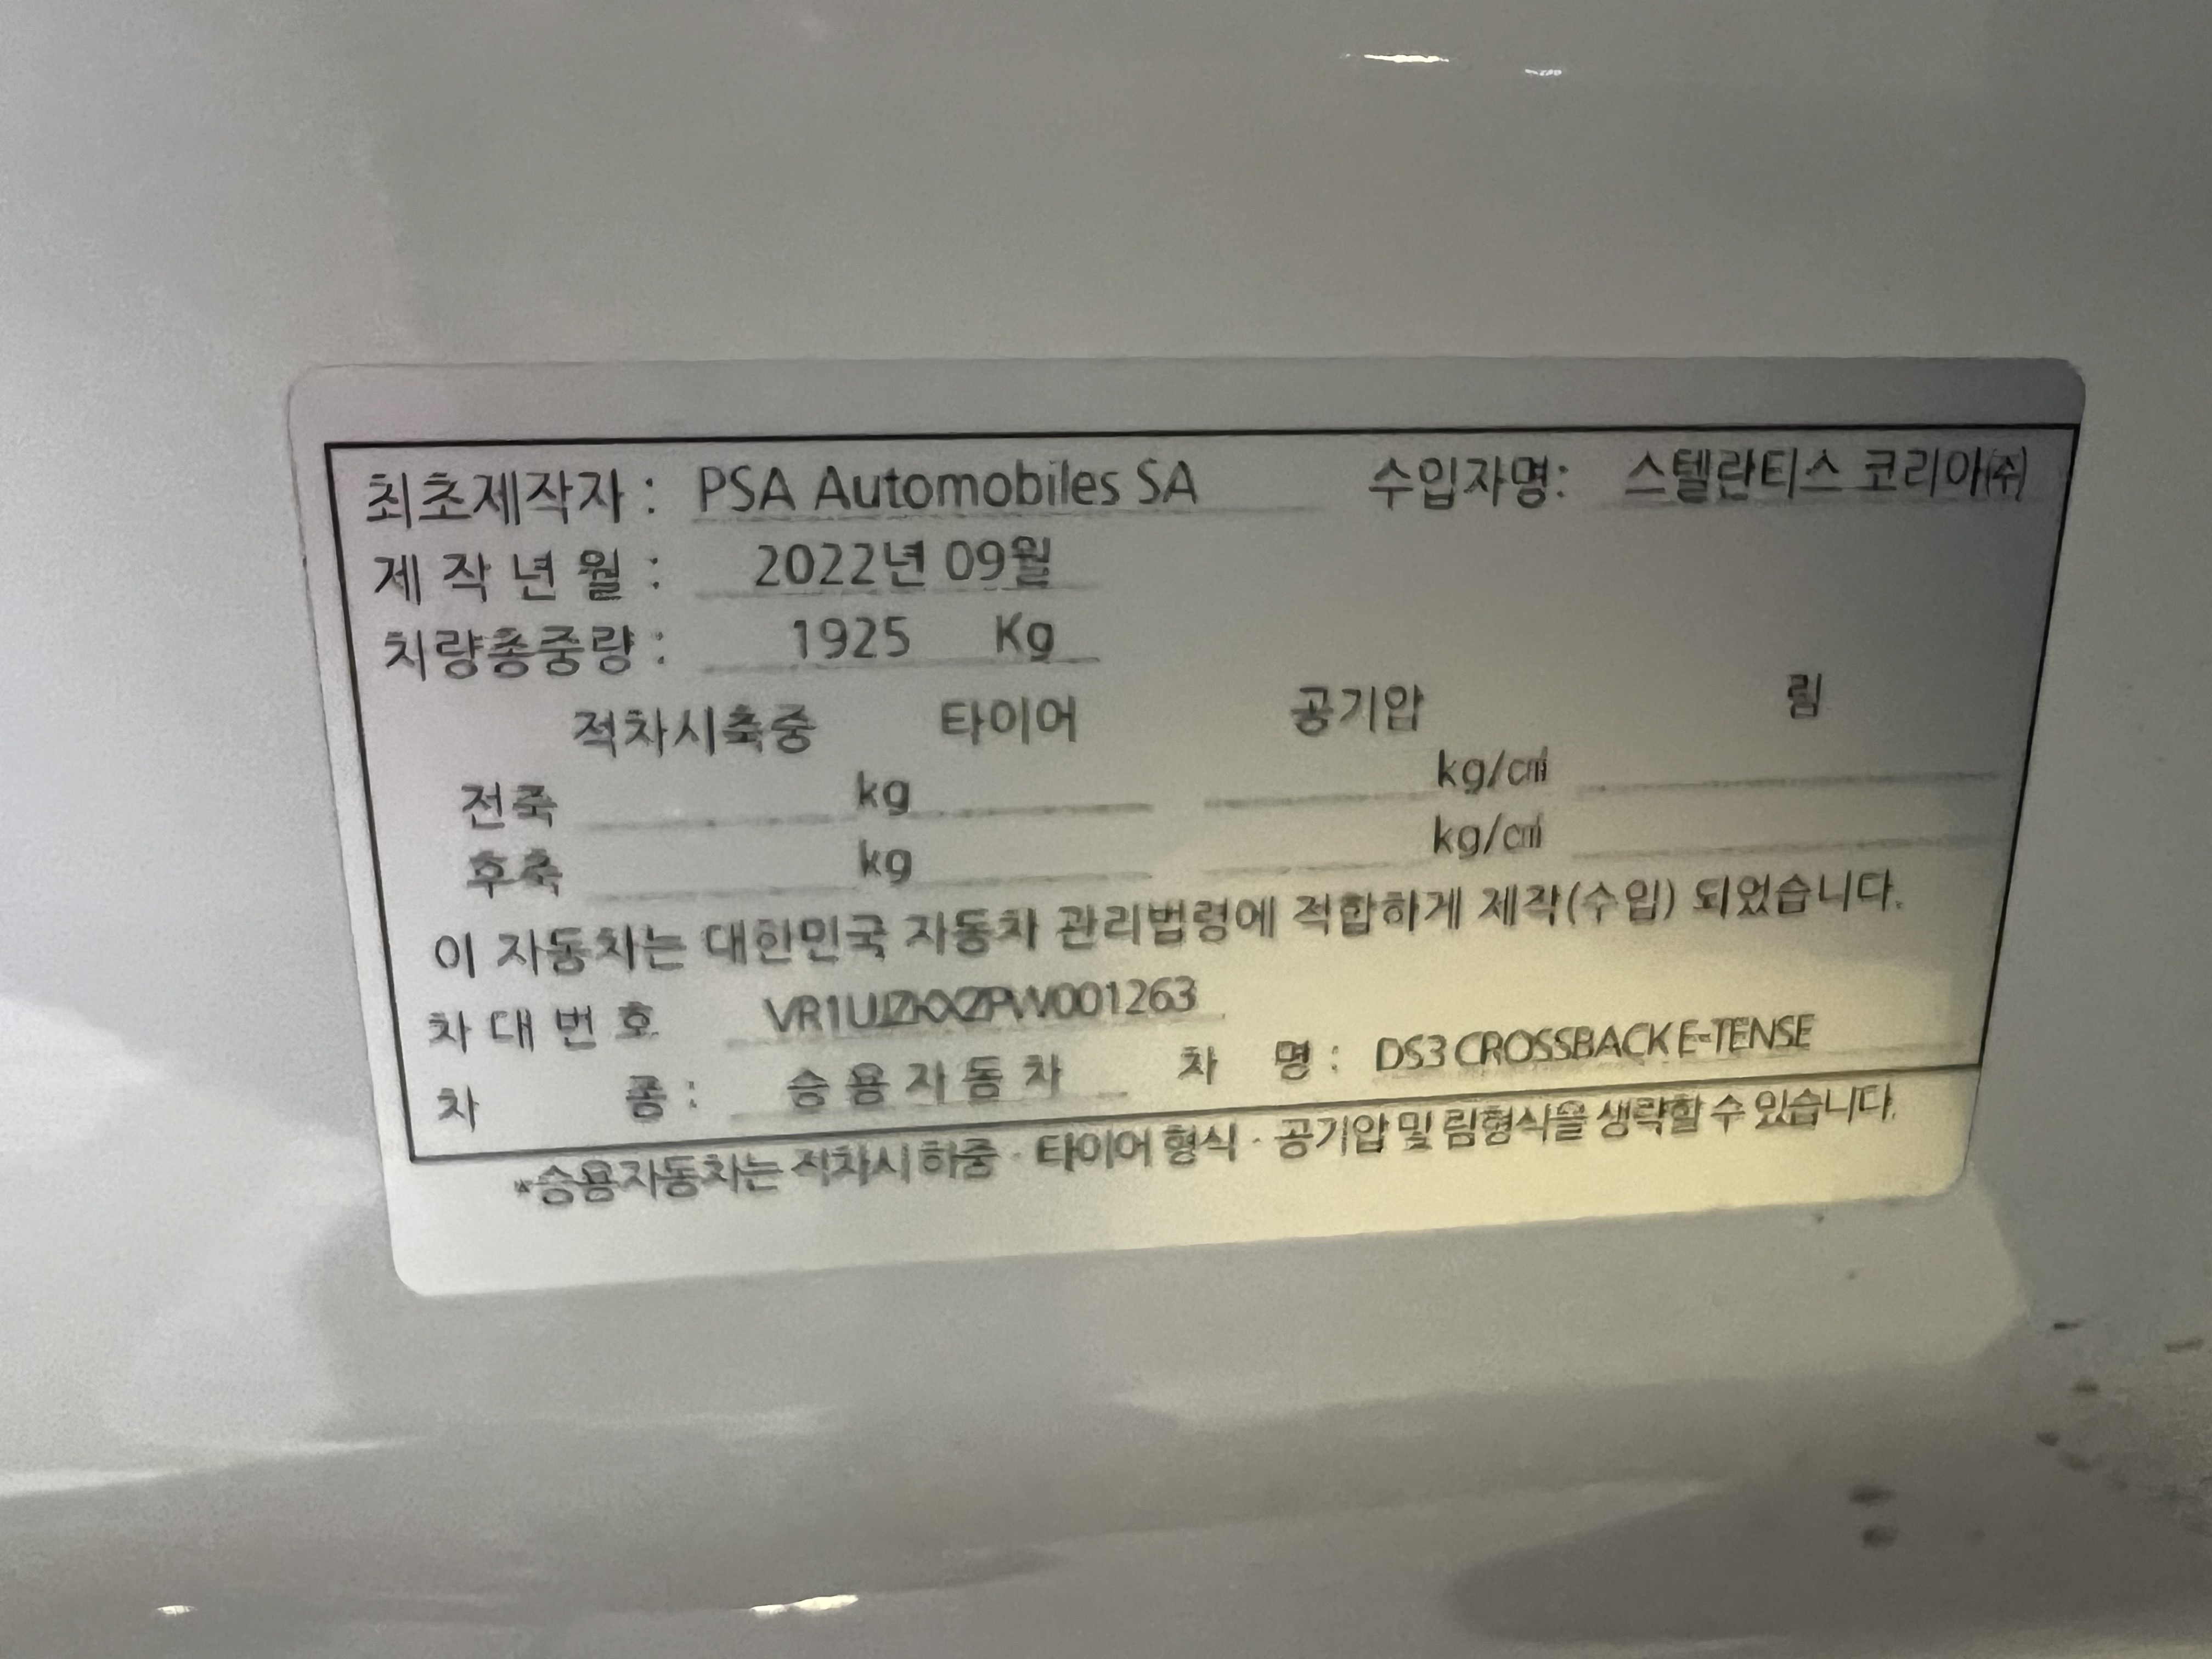 최초제작자 : PSA Automobiles SA 수입자명: 스텔란티스 코리아㈜
제 작 년 월 : 2022년 09월
차량총중량 : 1925 Kg
적차시축중 타이어 공기압 림
전축 kg kg/㎠
후축 kg kg/㎠
이 자동차는 대한민국 자동차 관리법령에 적합하게 제작(수입) 되었습니다.
차 대 번 호 VR1UJZKXZPW001263
차 종 : 승 용 자 동 차 차 명 : DS3 CROSSBACK E-TENSE
*승용자동차는 적차시 하중 · 타이어 형식 · 공기압 및 림형식을 생략할 수 있습니다.